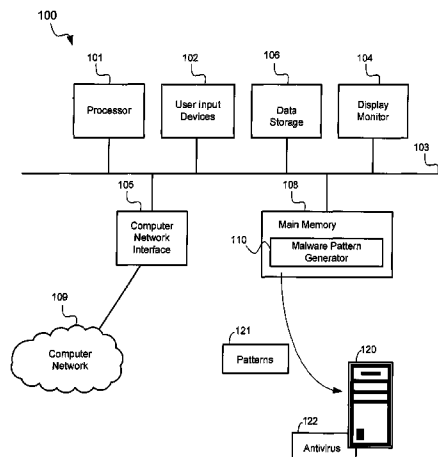 100
101
102
106
104
Processor
User input
Devices
Data
Storage
Display
Monitor
103
105
108
Computer
Network
Interface
Main Memory
110
Malware Pattern
Generator
109
Computer
Network
121
Patterns
120
122
Antivirus